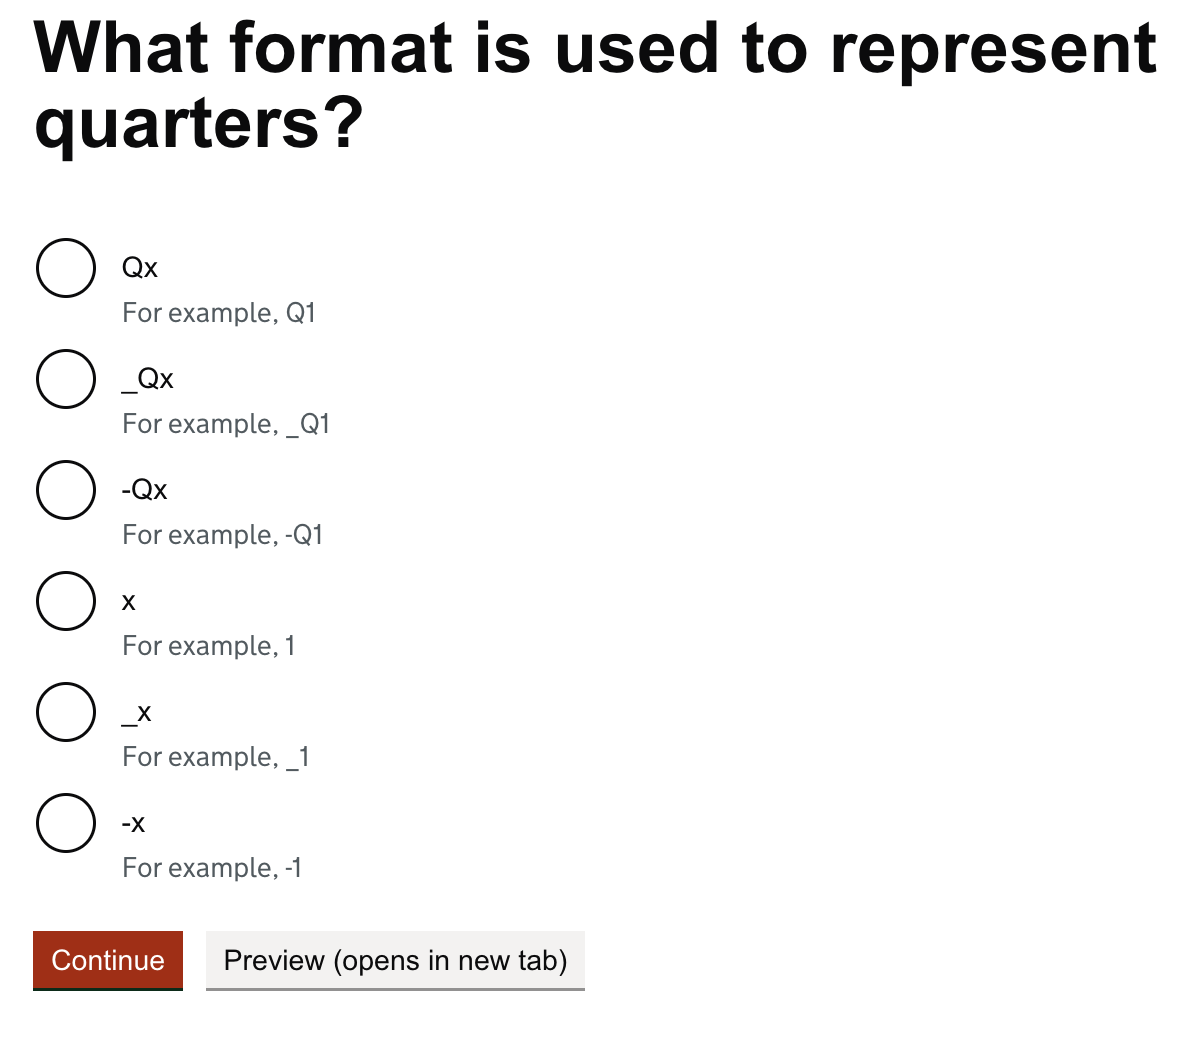 What format is used to represent
quarters?
Qx
For example, Q1
_Qx
For example, _Q1
-Qx
For example, -Q1
x
For example, 1
_x
For example, _1
-x
For example, -1
Continue
Preview (opens in new tab)